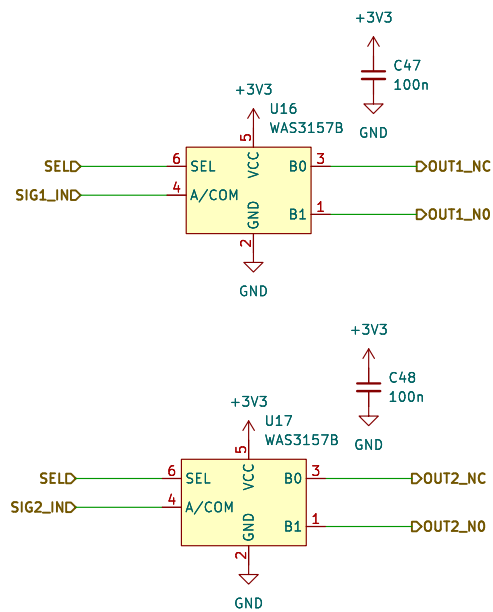 +3V3
C47
100n
GND
+3V3
U16
WAS3157B
5
VCC
SEL
6
SEL
B0
3
OUT1_NC
SIG1_IN
4
A/COM
GND
B1
1
OUT1_NO
2
GND
+3V3
C48
100n
GND
+3V3
U17
WAS3157B
5
VCC
SEL
6
SEL
B0
3
OUT2_NC
SIG2_IN
4
A/COM
GND
B1
1
OUT2_NO
2
GND